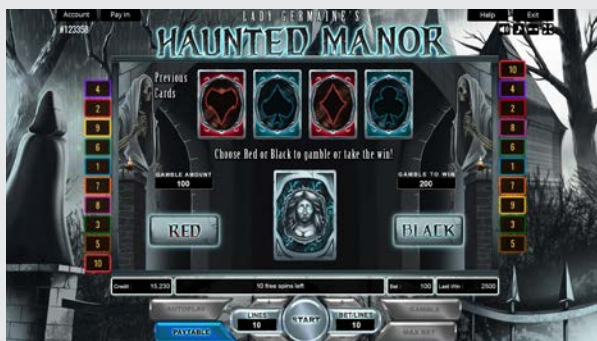 Account
Pay in
#123358
LADY GERMAINE'S
HAUNTED MANOR
Help
Exit
Previous
Cards
Choose Red or Black to gamble or take the win!
GAMBLE AMOUNT
100
GAMBLE TO WIN
200
RED
BLACK
4
2
9
6
1
7
8
3
5
10
10
4
2
8
6
1
7
9
3
5
Credit : 15.230
10 free spins left
Bet : 100
Last Win : 2500
AUTOPLAY
PAYTABLE
LINES
10
START
BET/LINES
10
GAMBLE
MAX BET